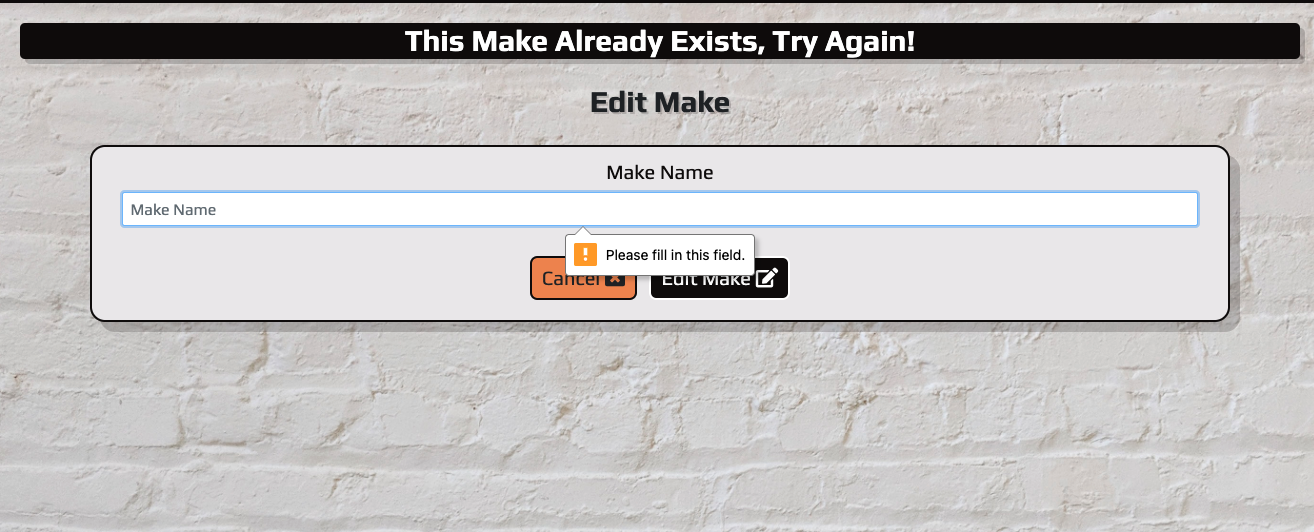 This Make Already Exists, Try Again!
Edit Make
Make Name
Make Name
Please fill in this field.
Cancel
Edit Make